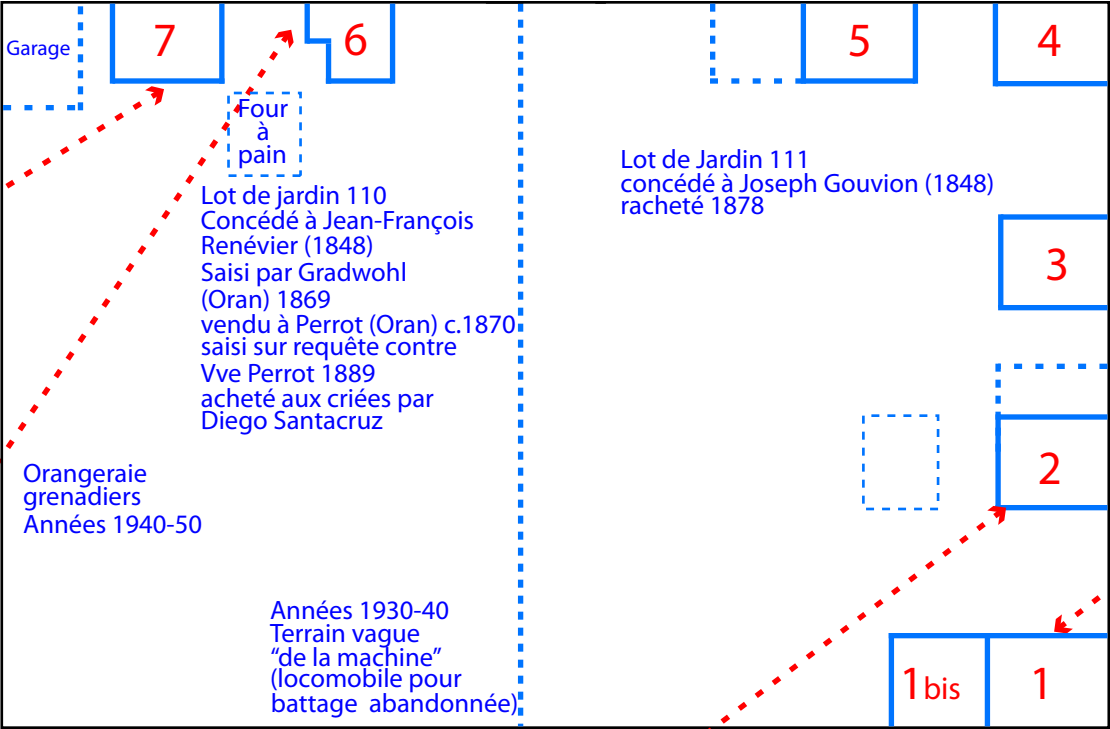 Garage
7
6
5
4
Four
à
pain
Lot de jardin 110
Concédé à Jean-François
Renévier (1848)
Saisi par Gradwohl
(Oran) 1869
vendu à Perrot (Oran) c.1870
saisi sur requête contre
Vve Perrot 1889
acheté aux criées par
Diego Santacruz
Lot de Jardin 111
concédé à Joseph Gouvion (1848)
racheté 1878
3
2
Orangeraie
grenadiers
Années 1940-50
Années 1930-40
Terrain vague
“de la machine”
(locomobile pour
battage abandonnée)
1bis
1